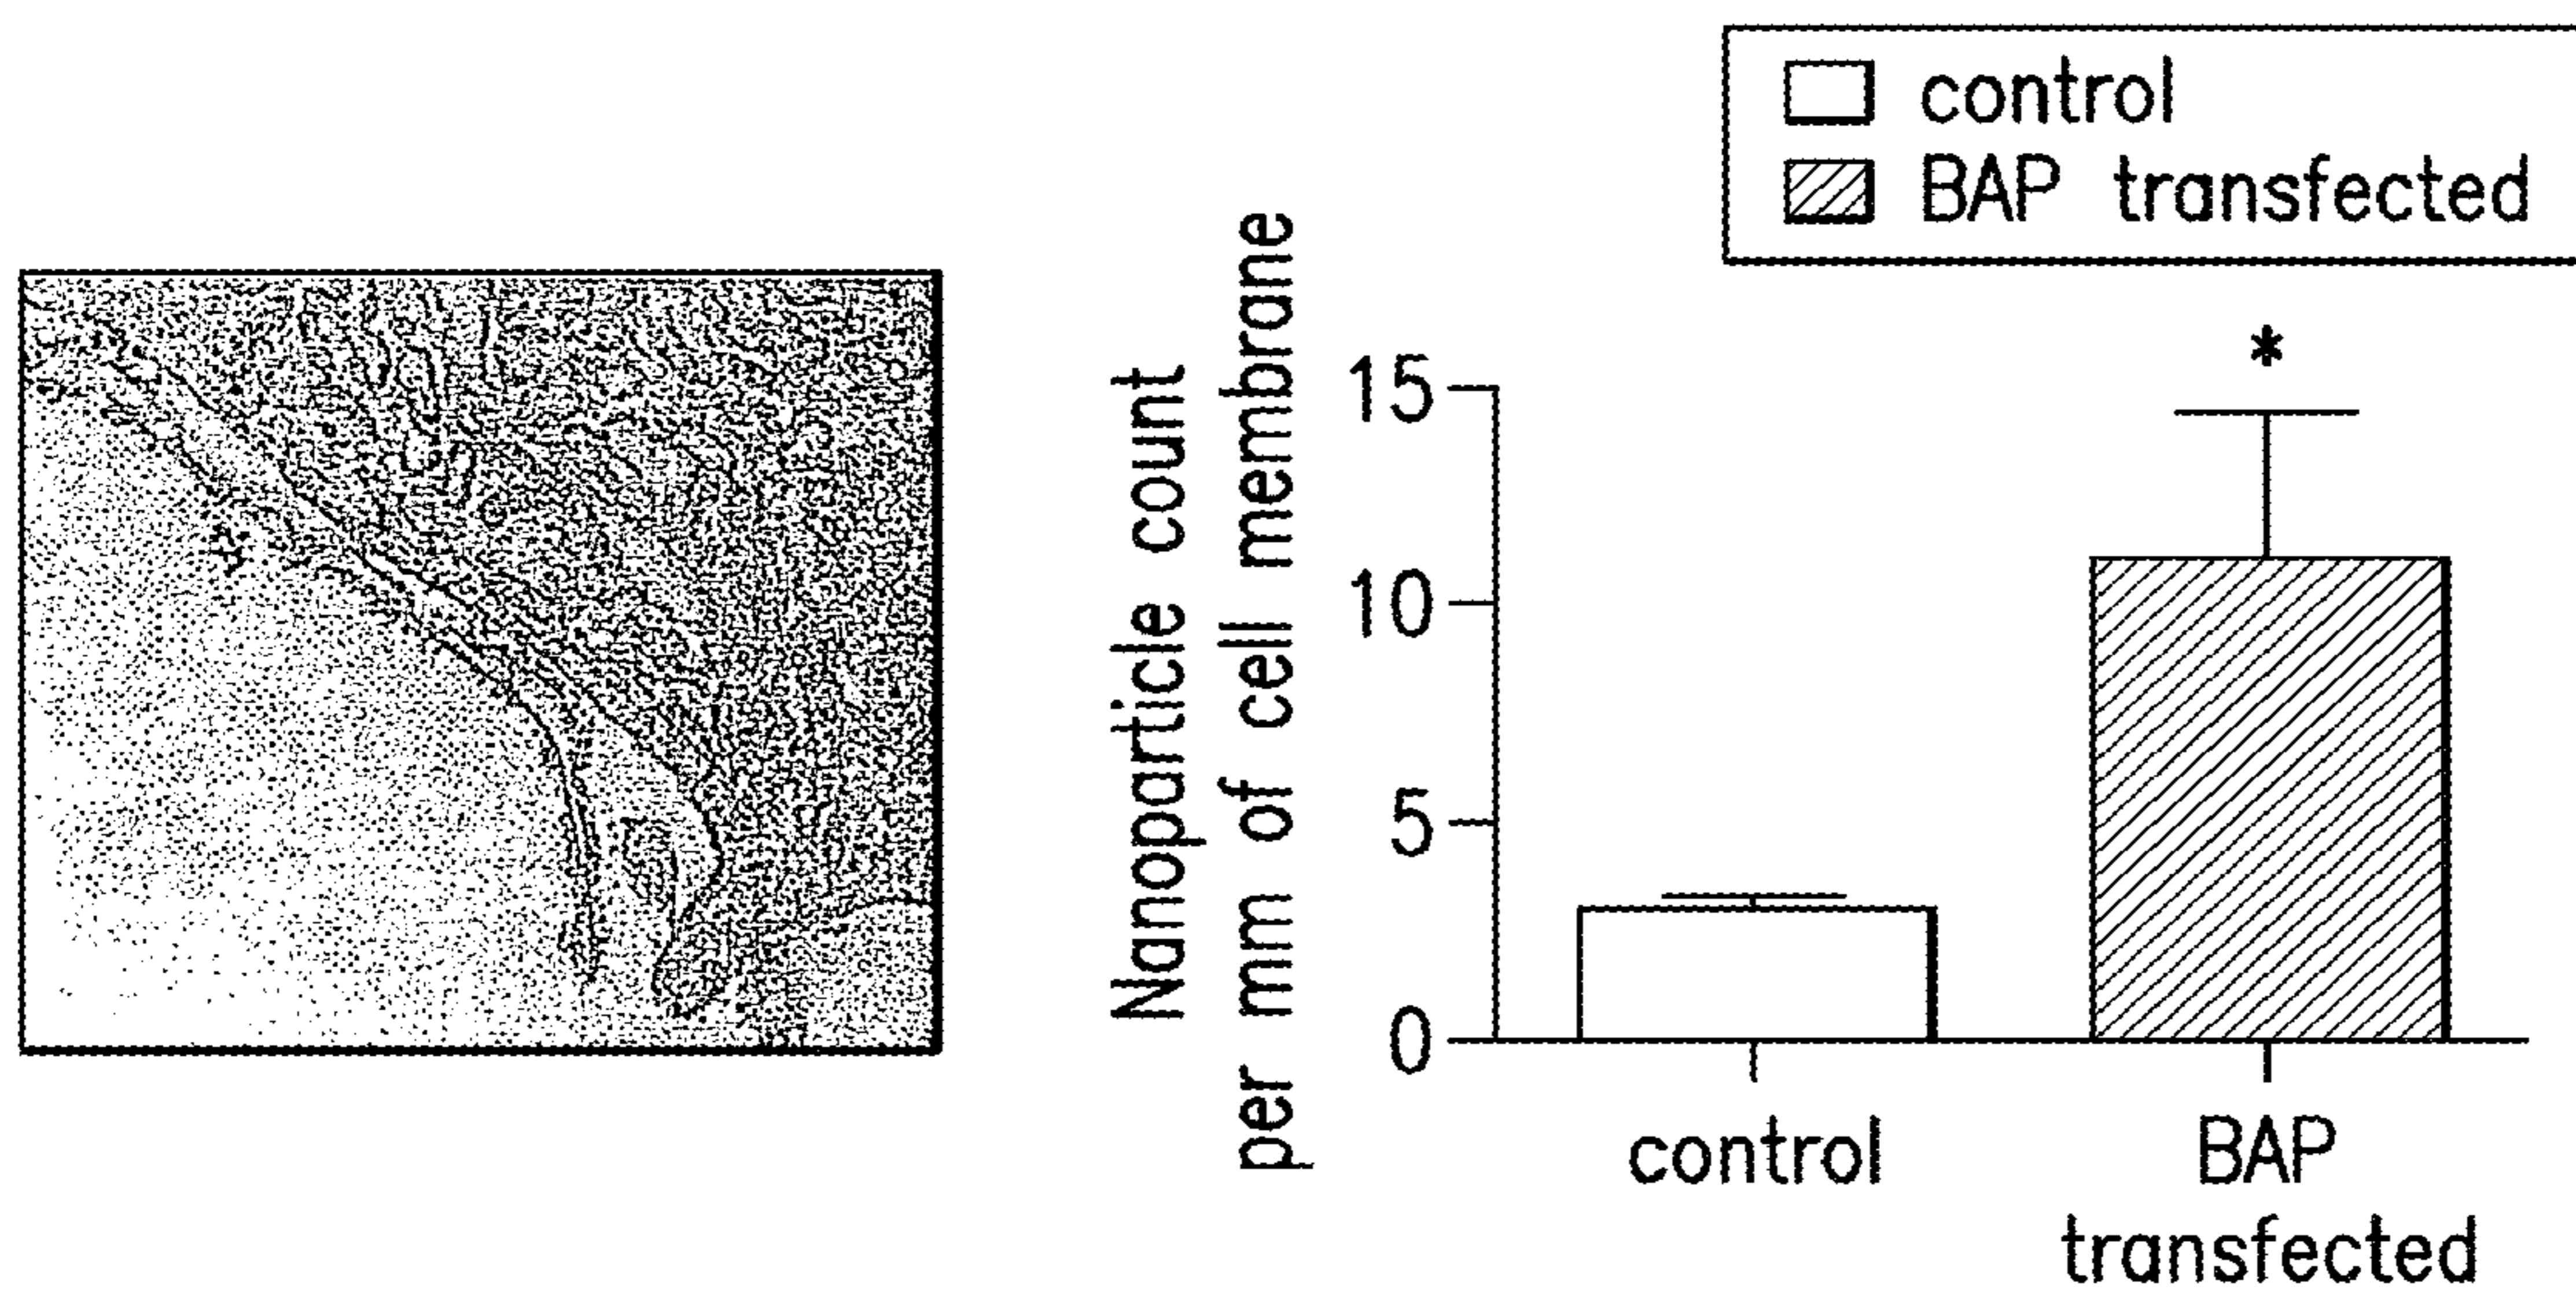 control
BAP transfected
Nanoparticle count
per mm of cell membrane
*
15
10
5
0
control
BAP
transfected